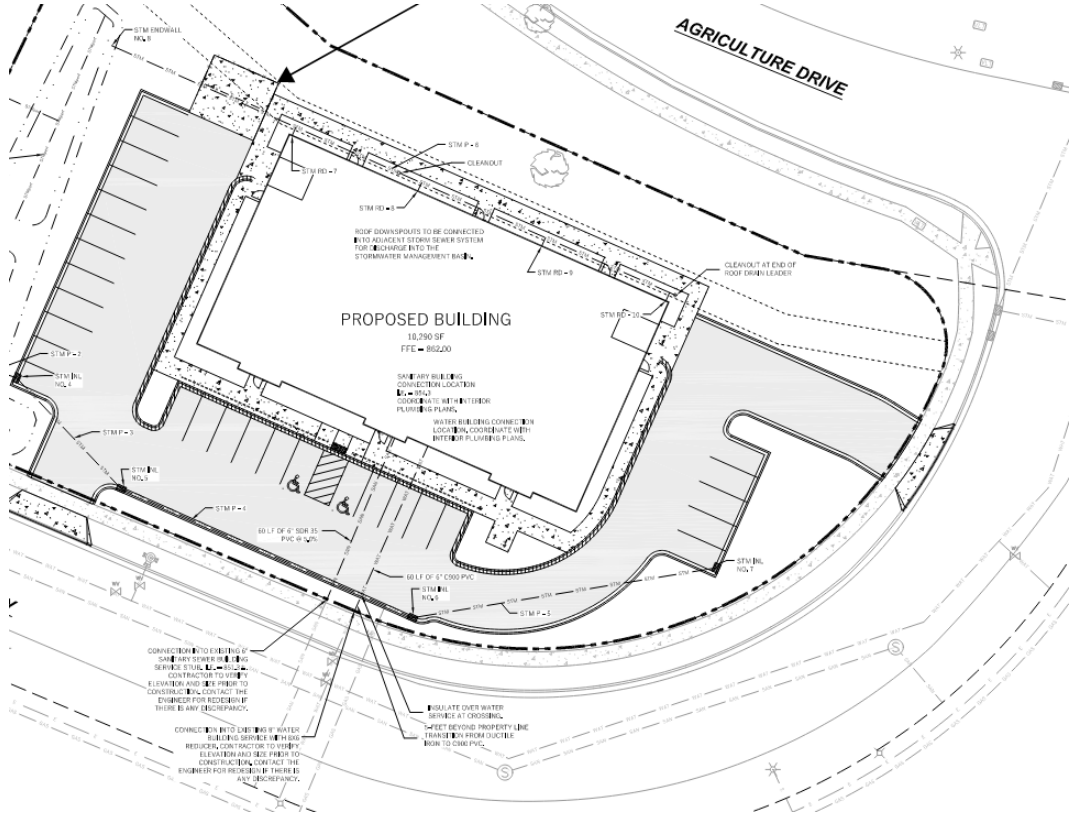 STM ENDWALL
NO. 8
AGRICULTURE DRIVE
STM P - 6
CLEANOUT
STM RD - 7
STM RD - 8
ROOF DOWNSPOUTS TO BE CONNECTED
INTO ADJACENT STORM SEWER SYSTEM
FOR DISCHARGE INTO THE
STORMWATER MANAGEMENT BASIN.
STM RD - 9
CLEANOUT AT END OF
ROOF DRAIN LEADER
STM RD - 10
PROPOSED BUILDING
10,290 SF
FFE = 862.00
STM P - 2
STM INL
NO. 4
SANITARY BUILDING
CONNECTION LOCATION
COORDINATE WITH INTERIOR
PLUMBING PLANS.
WATER BUILDING CONNECTION
LOCATION, COORDINATE WITH
INTERIOR PLUMBING PLANS.
STM P - 3
STM INL
NO. 5
STM P - 4
60 LF OF 6" SDR 35
PVC @
60 LF OF 6" C900 PVC
STM INL
NO. 6
STM P - 5
STM INL
NO. 7
CONNECTION INTO EXISTING 6"
SANITARY SEWER BUILDING
SERVICE STUB.
CONTRACTOR TO VERIFY
ELEVATION AND SIZE PRIOR TO
CONSTRUCTION. CONTACT THE
ENGINEER FOR REDESIGN IF
THERE IS ANY DISCREPANCY.
INSULATE OVER WATER
SERVICE AT CROSSING.
5-FEET BEYOND PROPERTY LINE
TRANSITION FROM DUCTILE
IRON TO C900 PVC.
CONNECTION INTO EXISTING 8" WATER
BUILDING SERVICE WITH 8X6
REDUCER. CONTRACTOR TO VERIFY
ELEVATION AND SIZE PRIOR TO
CONSTRUCTION. CONTACT THE
ENGINEER FOR REDESIGN IF THERE IS
ANY DISCREPANCY.